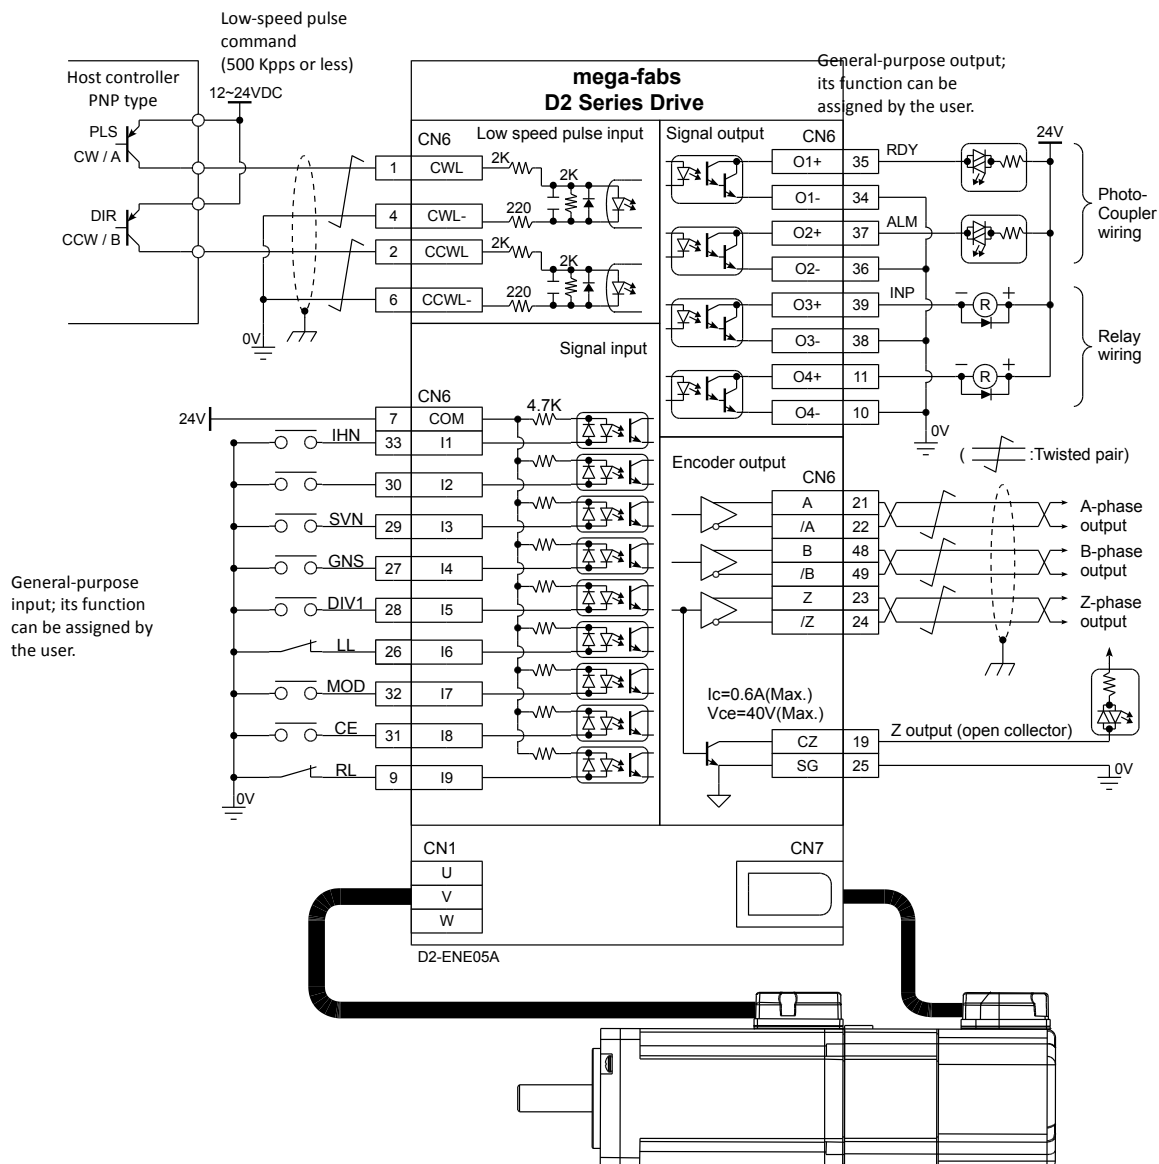 Low-speed pulse
command
(500 Kpps or less)
Host controller
PNP type
12~24VDC
PLS
CW / A
DIR
CCW / B
0V
mega-fabs
D2 Series Drive
General-purpose output;
its function can be
assigned by the user.
CN6
Low speed pulse input
1 CWL 2K
2K
4 CWL- 220
2 CCWL 2K
2K
6 CCWL- 220
Signal output
CN6
24V
O1+ 35 RDY
O1- 34
O2+ 37 ALM
O2- 36
O3+ 39 INP
O3- 38
O4+ 11
O4- 10
0V
Photo-
Coupler
wiring
− R +
− R +
Relay
wiring
Signal input
CN6
24V 7 COM 4.7K
IHN 33 I1
30 I2
SVN 29 I3
GNS 27 I4
DIV1 28 I5
LL 26 I6
MOD 32 I7
CE 31 I8
RL 9 I9
0V
General-purpose
input; its function
can be assigned by
the user.
( :Twisted pair)
Encoder output
CN6
A 21
/A 22
B 48
/B 49
Z 23
/Z 24
A-phase
output
B-phase
output
Z-phase
output
Ic=0.6A(Max.)
Vce=40V(Max.)
CZ 19 Z output (open collector)
SG 25
0V
CN1
U
V
W
CN7
D2-ENE05A